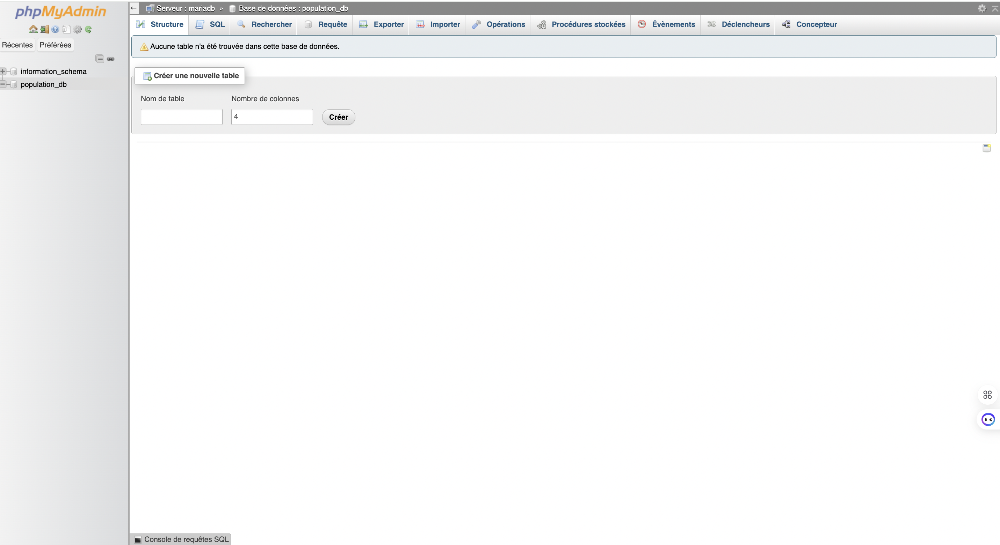 phpMyAdmin
Récentes Préférées
information_schema
population_db
Serveur : mariadb » Base de données : population_db
Structure SQL Rechercher Requête Exporter Importer Opérations Procédures stockées Évènements Déclencheurs Concepteur
Aucune table n'a été trouvée dans cette base de données.
Créer une nouvelle table
Nom de table Nombre de colonnes
4 Créer
Console de requêtes SQL